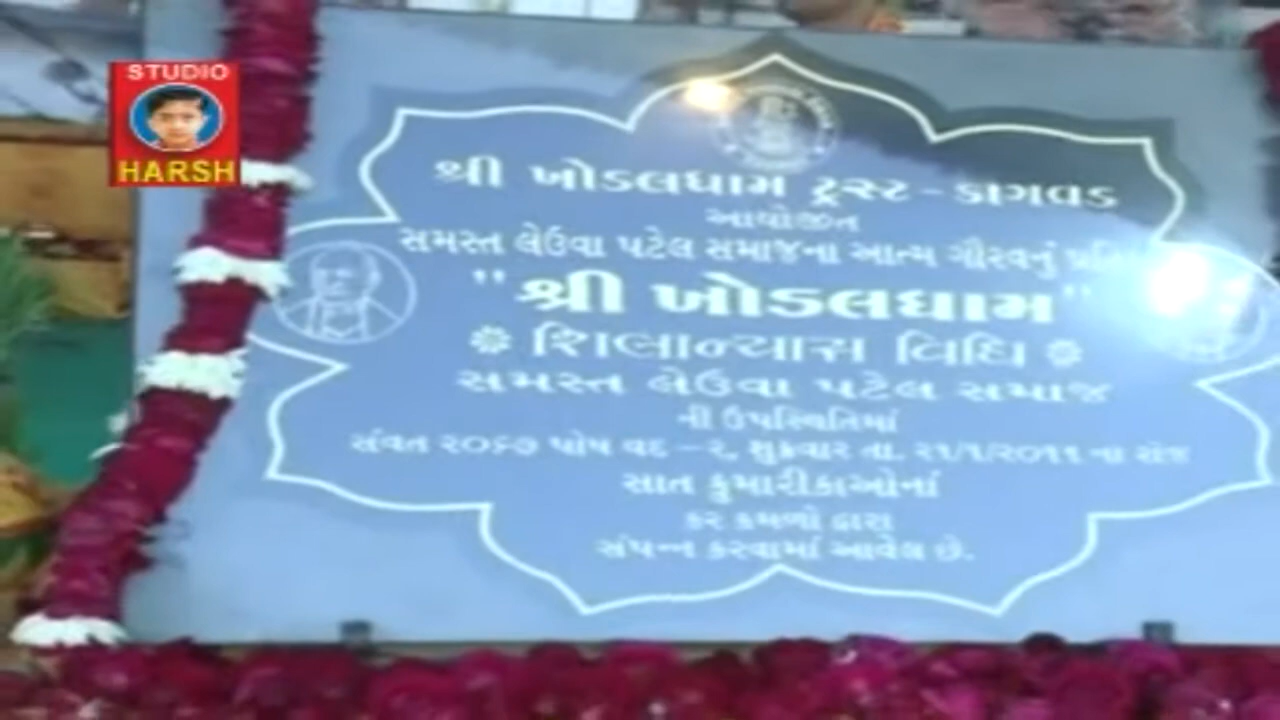 STUDIO
HARSH
શ્રી ખોડલધામ ટ્રસ્ટ - કાગવડ
આયોજીત
સમસ્ત લેઉવા પટેલ સમાજના આત્મ ગૌરવનું
"શ્રી ખોડલધામ"
શિલાન્યાસ વિધિ
સમસ્ત લેઉવા પટેલ સમાજ
ની ઉપસ્થિતિમાં
સંવત ૨૦૬૭ પોષ વદ - ૨, શુક્રવાર તા. ૨૧/૧/૨૦૧૧ ના રોજ
સાત કુમારીકાઓનાં
કર કમળો દ્વારા
સંપન્ન કરવામાં આવેલ છે.